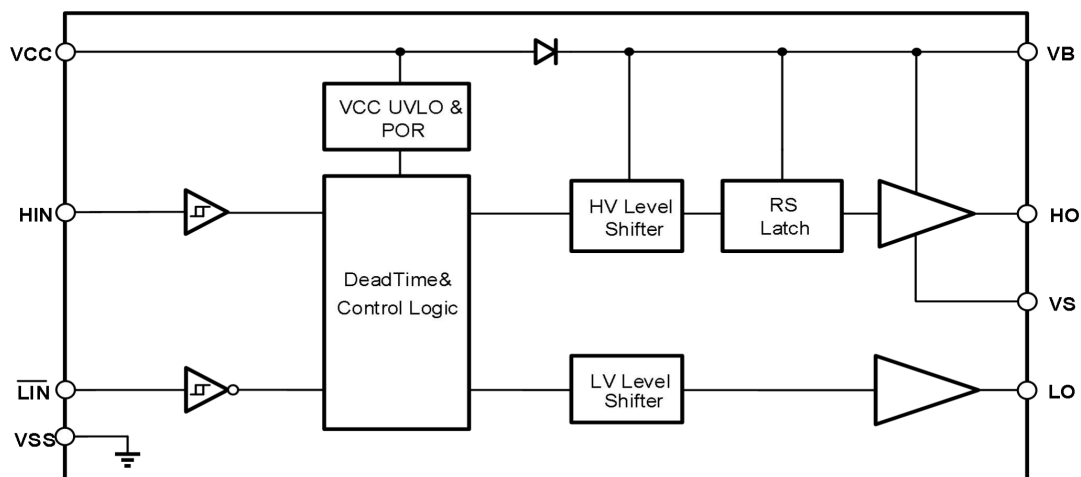 VCC
VB
VCC UVLO &
POR
HIN
HV Level
Shifter
RS
Latch
HO
DeadTime&
Control Logic
VS
LIN
LV Level
Shifter
LO
VSS